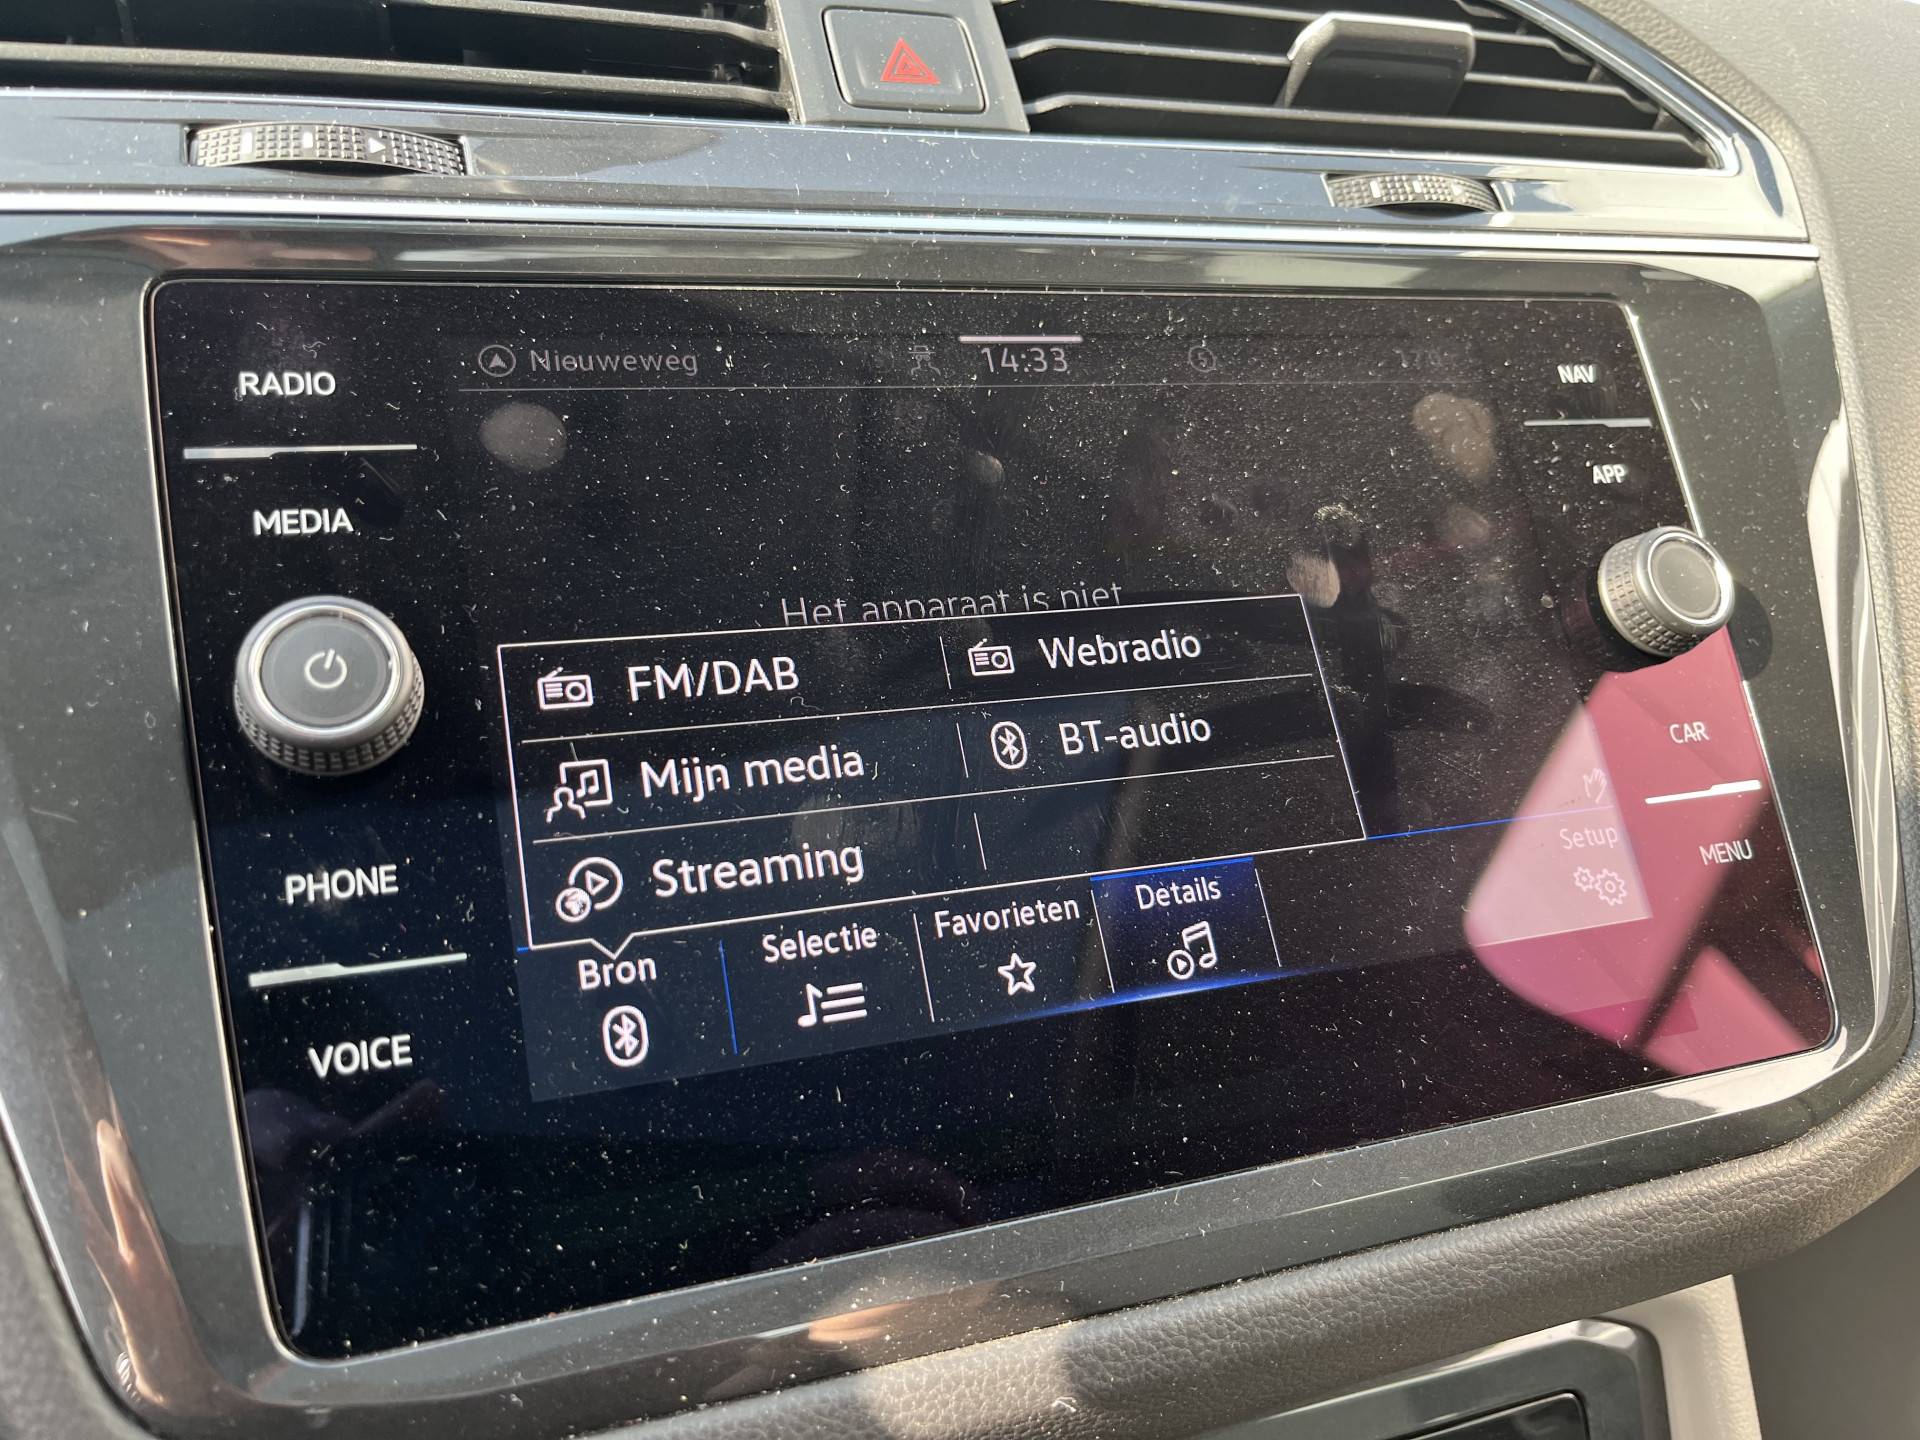 RADIO
MEDIA
PHONE
VOICE
Nieuweweg
14:33
NAV
APP
CAR
MENU
Het apparaat is niet
FM/DAB
Webradio
Mijn media
BT-audio
Streaming
Bron
Selectie
Favorieten
Details
Setup